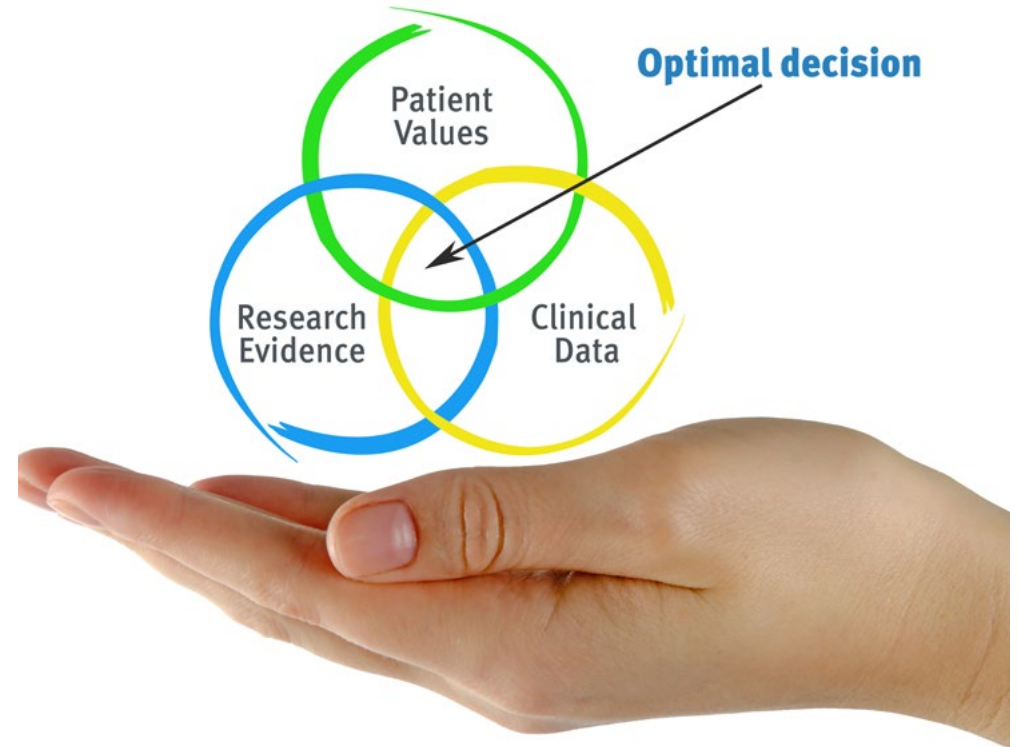 Optimal decision
Patient
Values
Research
Evidence
Clinical
Data